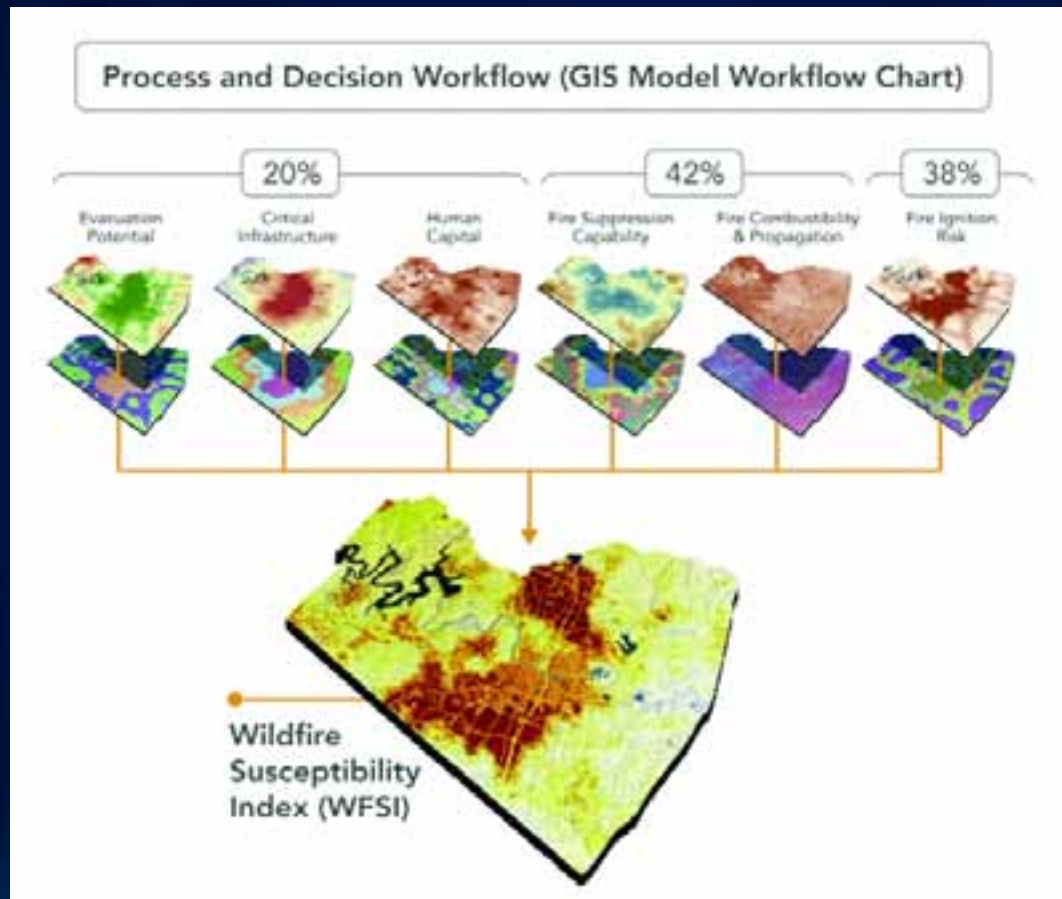 Process and Decision Workflow (GIS Model Workflow Chart)
20%
42%
38%
Evacuation
Potential
Critical
Infrastructure
Human
Capital
Fire Suppression
Capability
Fire Combustibility
& Propagation
Fire Ignition
Risk
Wildfire
Susceptibility
Index (WFSI)